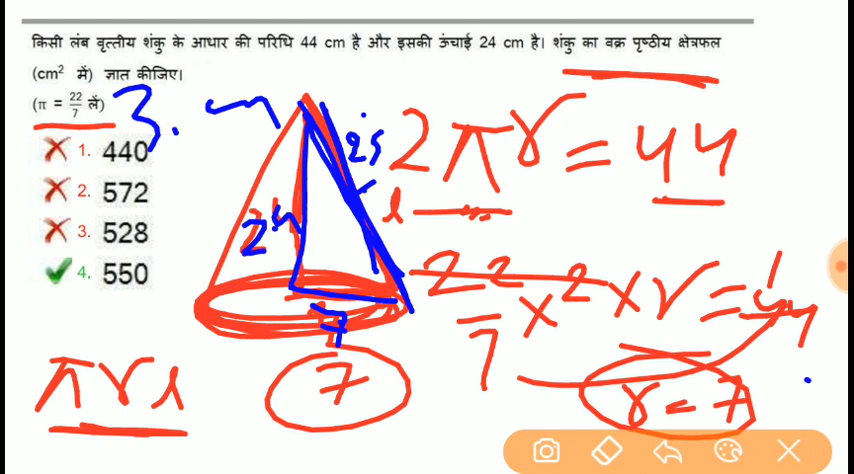 किसी लंब वृत्तीय शंकु के आधार की परिधि 44 cm है और इसकी ऊंचाई 24 cm है। शंकु का वक्र पृष्ठीय क्षेत्रफल
(cm² में) ज्ञात कीजिए।
(π = 22/7 लें)
3.
1. 440
2. 572
3. 528
4. 550
25
l
24
7
2πr = 44
22/7 × 2 × r = 44
r = 7
7
πrl